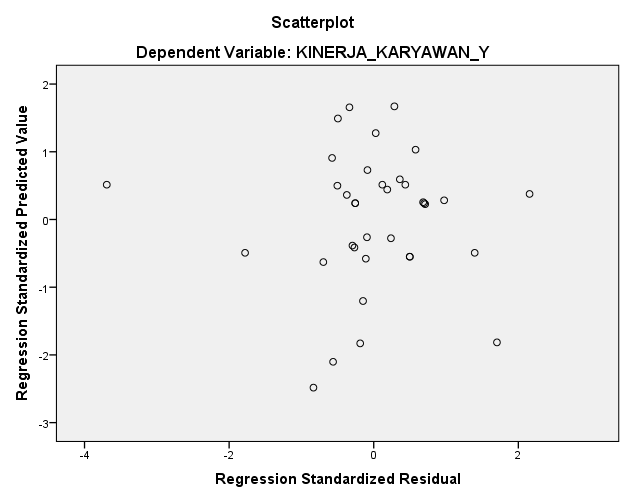 Scatterplot
Dependent Variable: KINERJA_KARYAWAN_Y
Regression Standardized Predicted Value
2
1
0
-1
-2
-3
-4
-2
0
2
Regression Standardized Residual